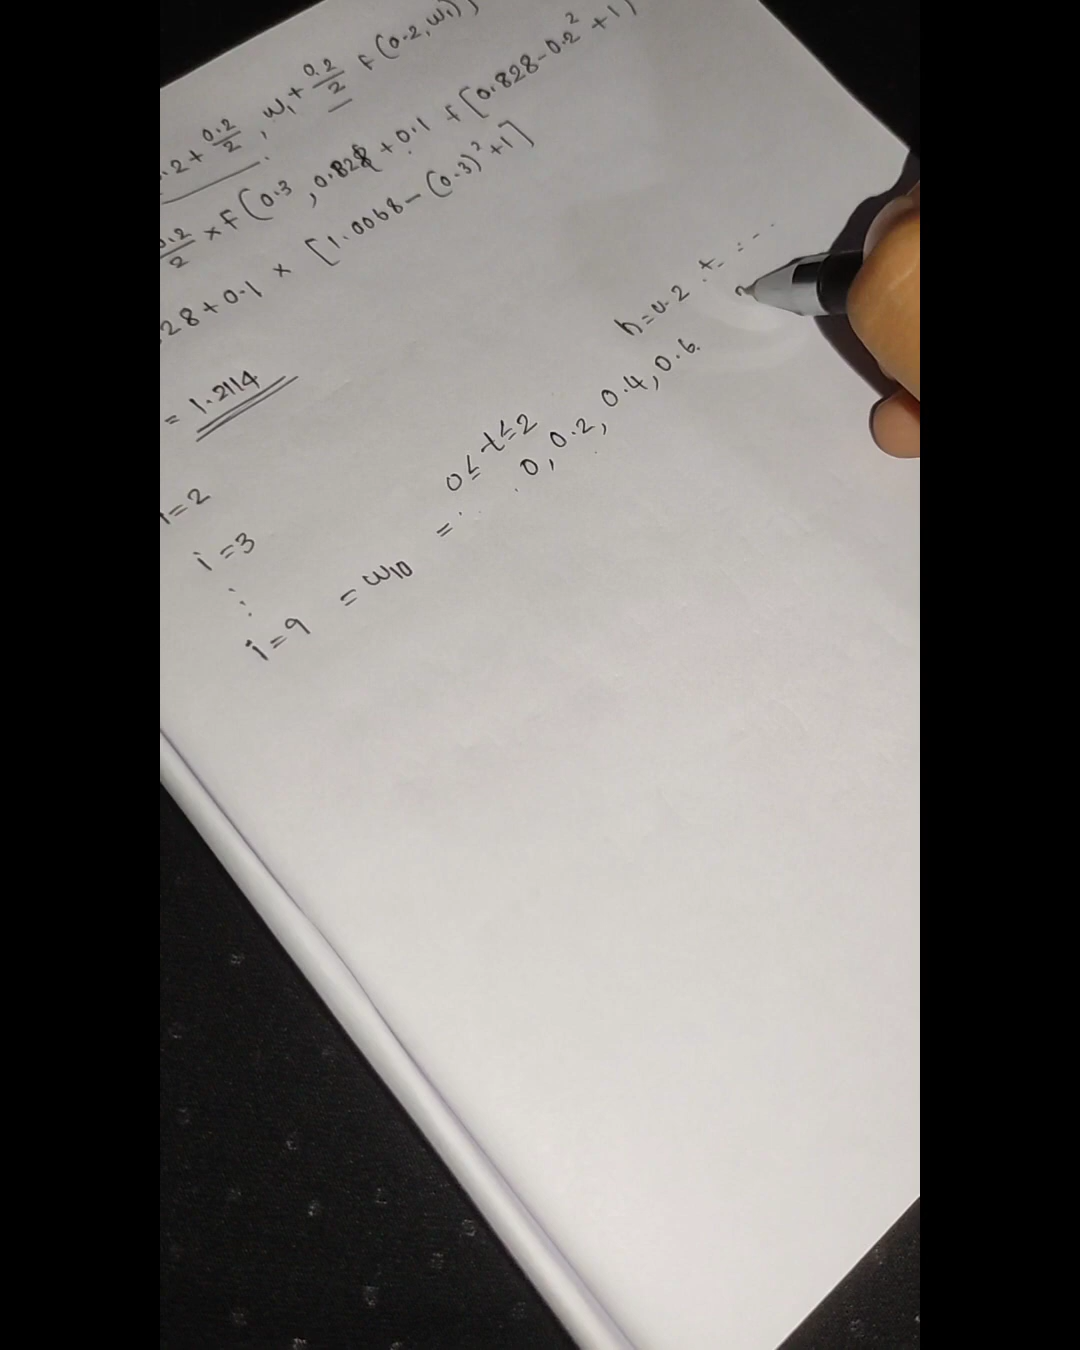 .2 + 0.2/2 , w₁ + 0.2/2 f(0.2, w₁))
0.2/2 × f(0.3 , 0.828 + 0.1 f[0.828 - 0.2² + 1]
28 + 0.1 × [1.0068 - (0.3)² + 1]
= 1.2114
i = 2
i = 3
⋮
i = 9 = w₁₀ =
0 ≤ t ≤ 2 h = 0.2
0, 0.2, 0.4, 0.6.